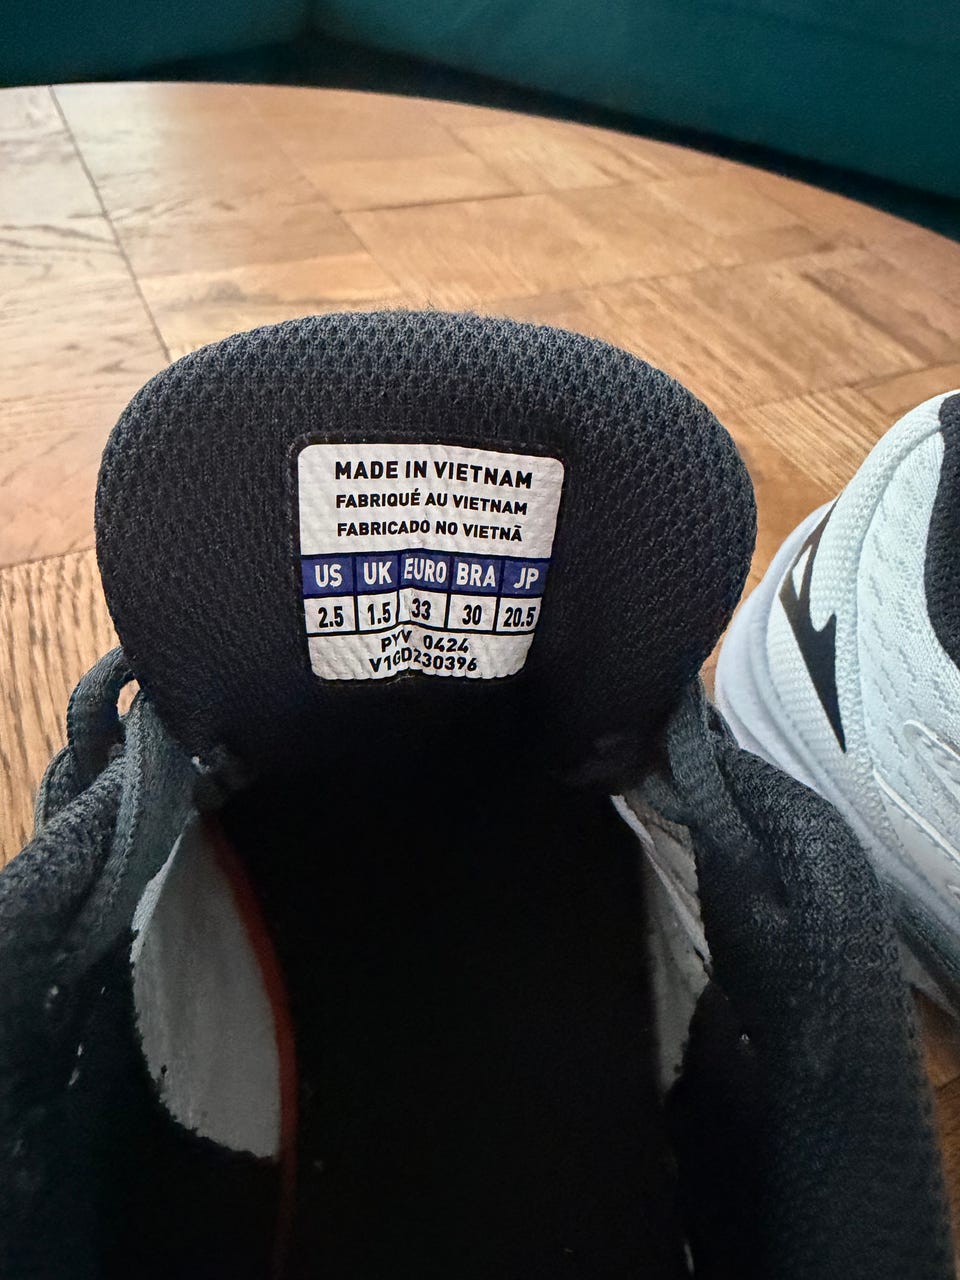 MADE IN VIETNAM
FABRIQUÉ AU VIETNAM
FABRICADO NO VIETNÃ
US UK EURO BRA JP
2.5 1.5 33 30 20.5
PYV 0424
V1GD230396